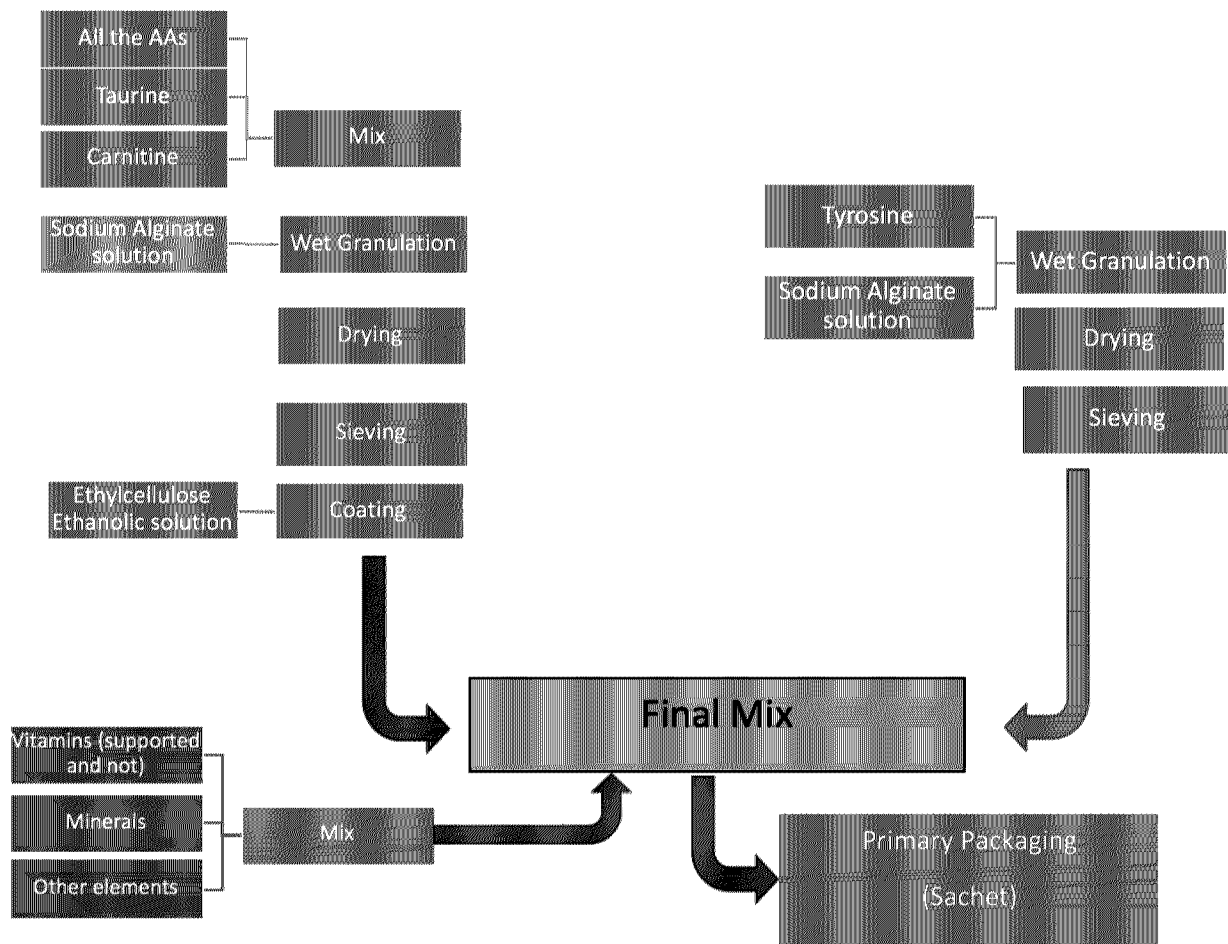 All the AAs
Taurine
Carnitine
Mix
Sodium Alginate
solution
Wet Granulation
Drying
Sieving
Ethylcellulose
Ethanolic solution
Coating
Tyrosine
Sodium Alginate
solution
Wet Granulation
Drying
Sieving
Final Mix
Vitamins (supported
and not)
Minerals
Other elements
Mix
Primary Packaging
(Sachet)